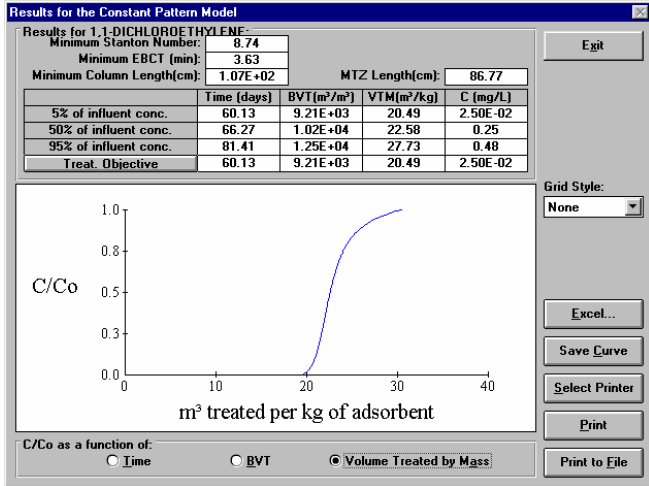 Results for the Constant Pattern Model
Results for 1,1-DICHLOROETHYLENE:
Minimum Stanton Number: 8.74
Minimum EBCT (min): 3.63
Minimum Column Length(cm): 1.07E+02 MTZ Length(cm): 86.77
Time (days) BVT(m³/m³) VTM(m³/kg) C (mg/L)
5% of influent conc. 60.13 9.21E+03 20.49 2.50E-02
50% of influent conc. 66.27 1.02E+04 22.58 0.25
95% of influent conc. 81.41 1.25E+04 27.73 0.48
Treat. Objective 60.13 9.21E+03 20.49 2.50E-02
Exit
Grid Style:
None
1.0
0.8
C/Co
0.5
0.3
0.0
0 10 20 30 40
m³ treated per kg of adsorbent
Excel...
Save Curve
Select Printer
Print
Print to File
C/Co as a function of:
Time BVT Volume Treated by Mass